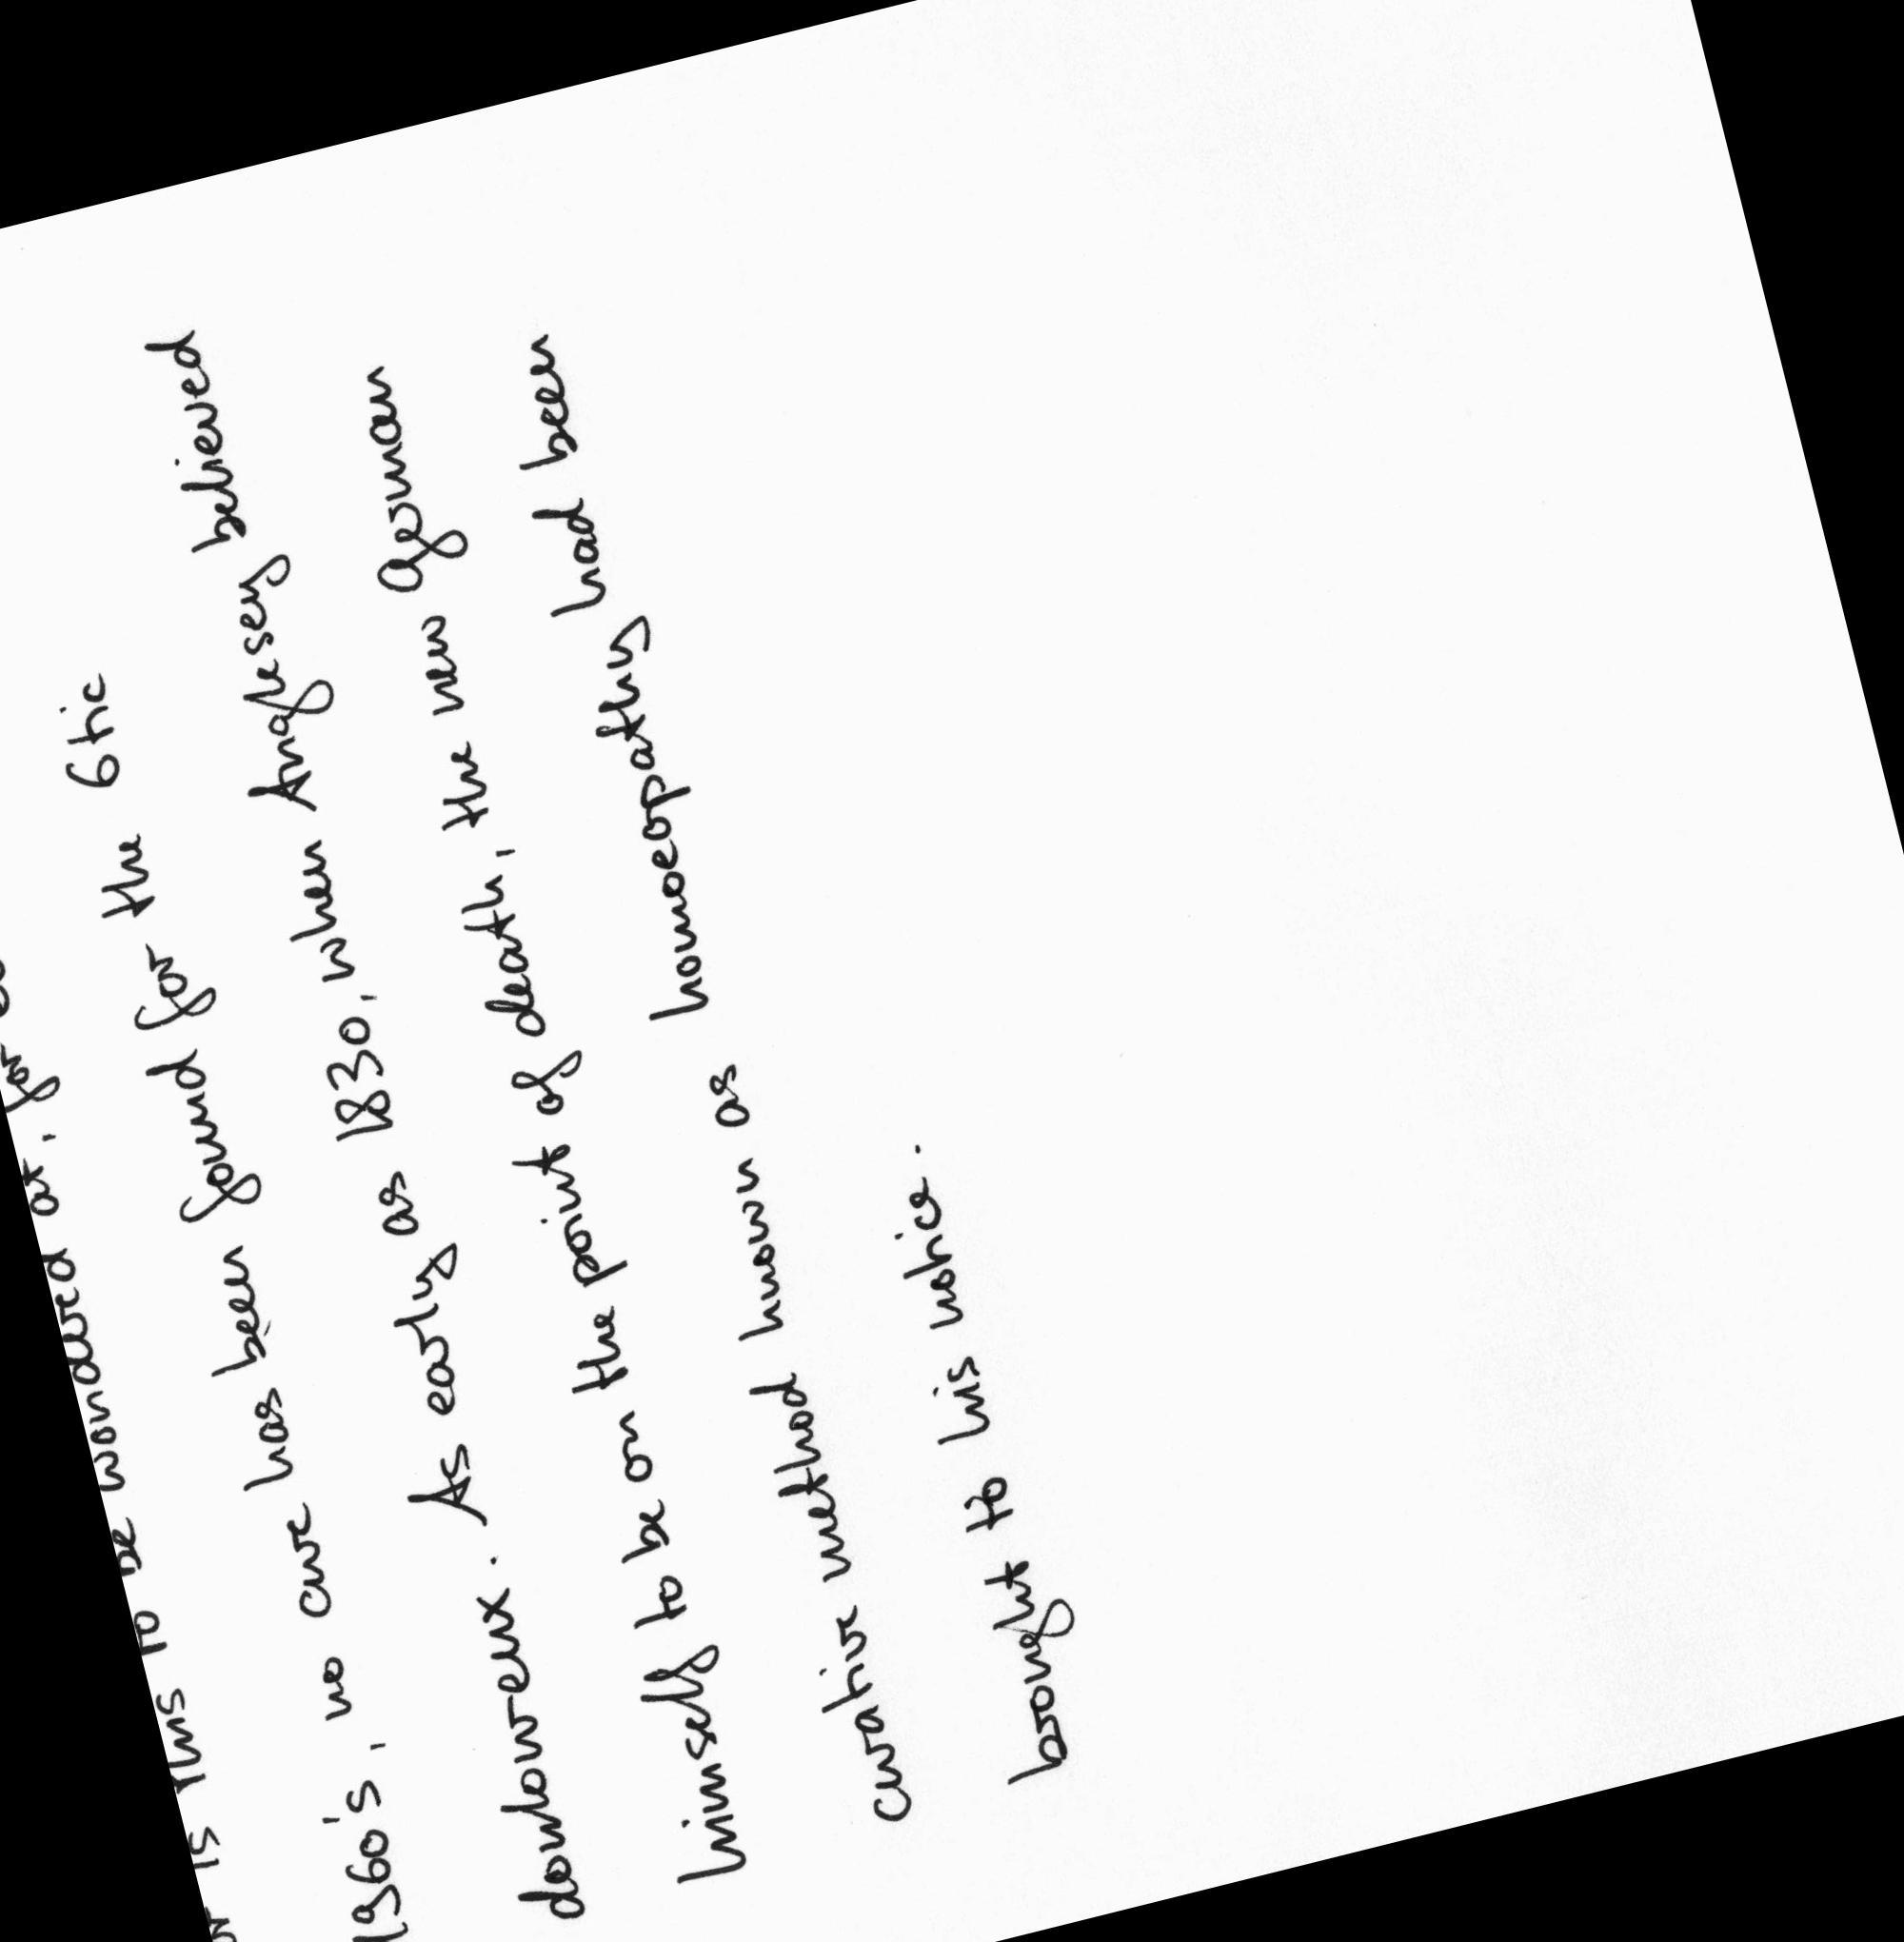 is this to be wondered at, for
1960's, no cure has been found for the 6tic
douloureux. As early as 1830, when Anglesey believed
himself to be on the point of death, the new German
curative method known as homoeopathy had been
brought to his notice.